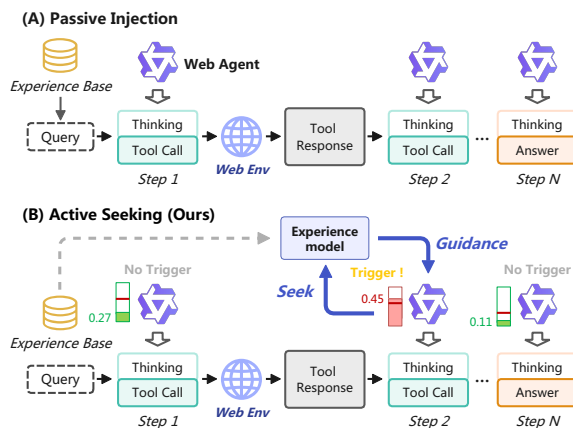 (A) Passive Injection
Experience Base
Web Agent
Query
Thinking
Tool Call
Step 1
Web Env
Tool
Response
Thinking
Tool Call
Step 2
...
Thinking
Answer
Step N
(B) Active Seeking (Ours)
Experience
model
Guidance
No Trigger
Trigger !
No Trigger
Seek
0.27
0.45
0.11
Experience Base
Query
Thinking
Tool Call
Step 1
Web Env
Tool
Response
Thinking
Tool Call
Step 2
...
Thinking
Answer
Step N